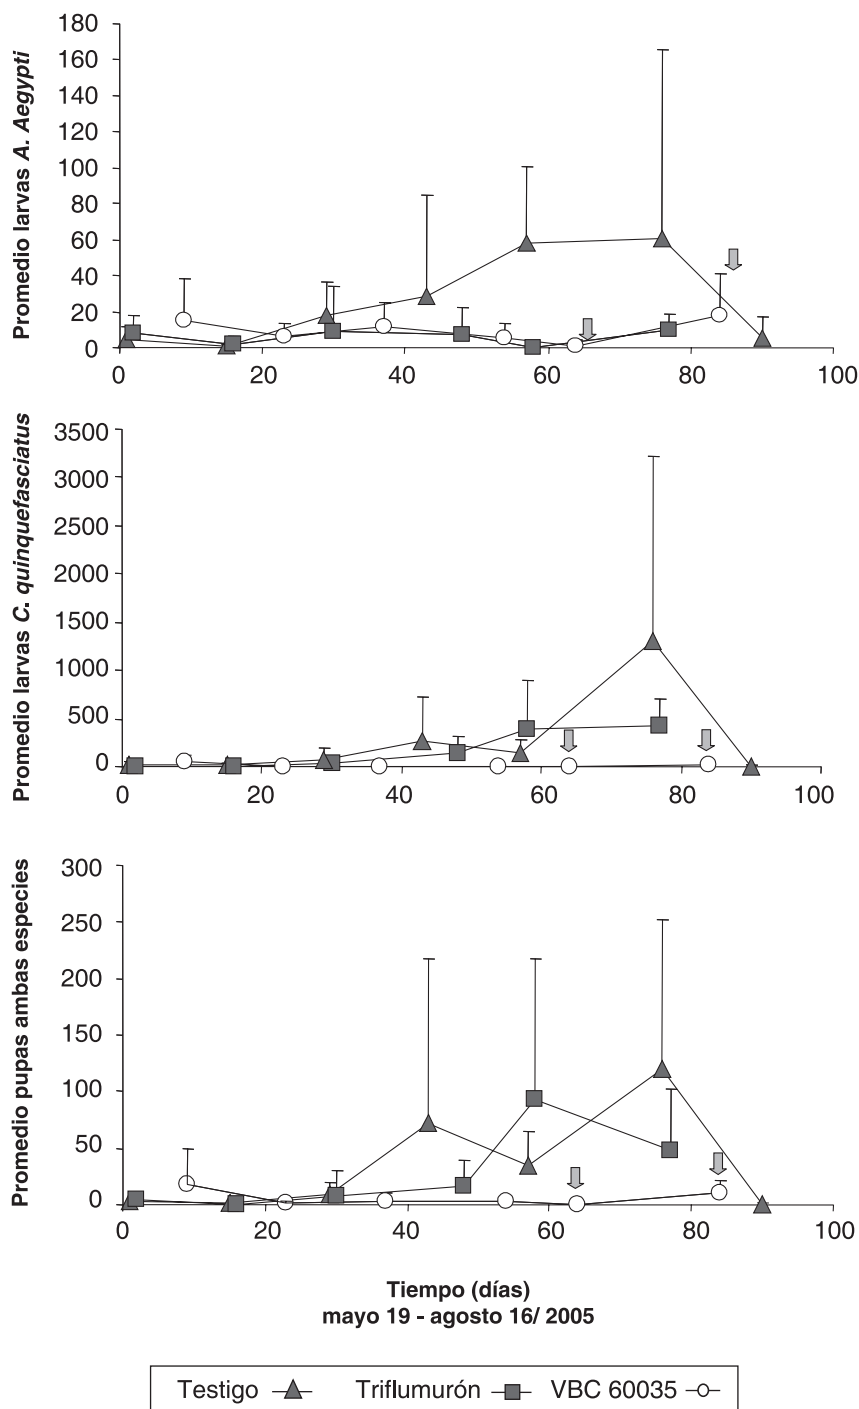 Promedio larvas A. Aegypti
180
160
140
120
100
80
60
40
20
0
0 20 40 60 80 100
Promedio larvas C. quinquefasciatus
3500
3000
2500
2000
1500
1000
500
0
0 20 40 60 80 100
Promedio pupas ambas especies
300
250
200
150
100
50
0
0 20 40 60 80 100
Tiempo (días)
mayo 19 - agosto 16/ 2005
Testigo Triflumurón VBC 60035